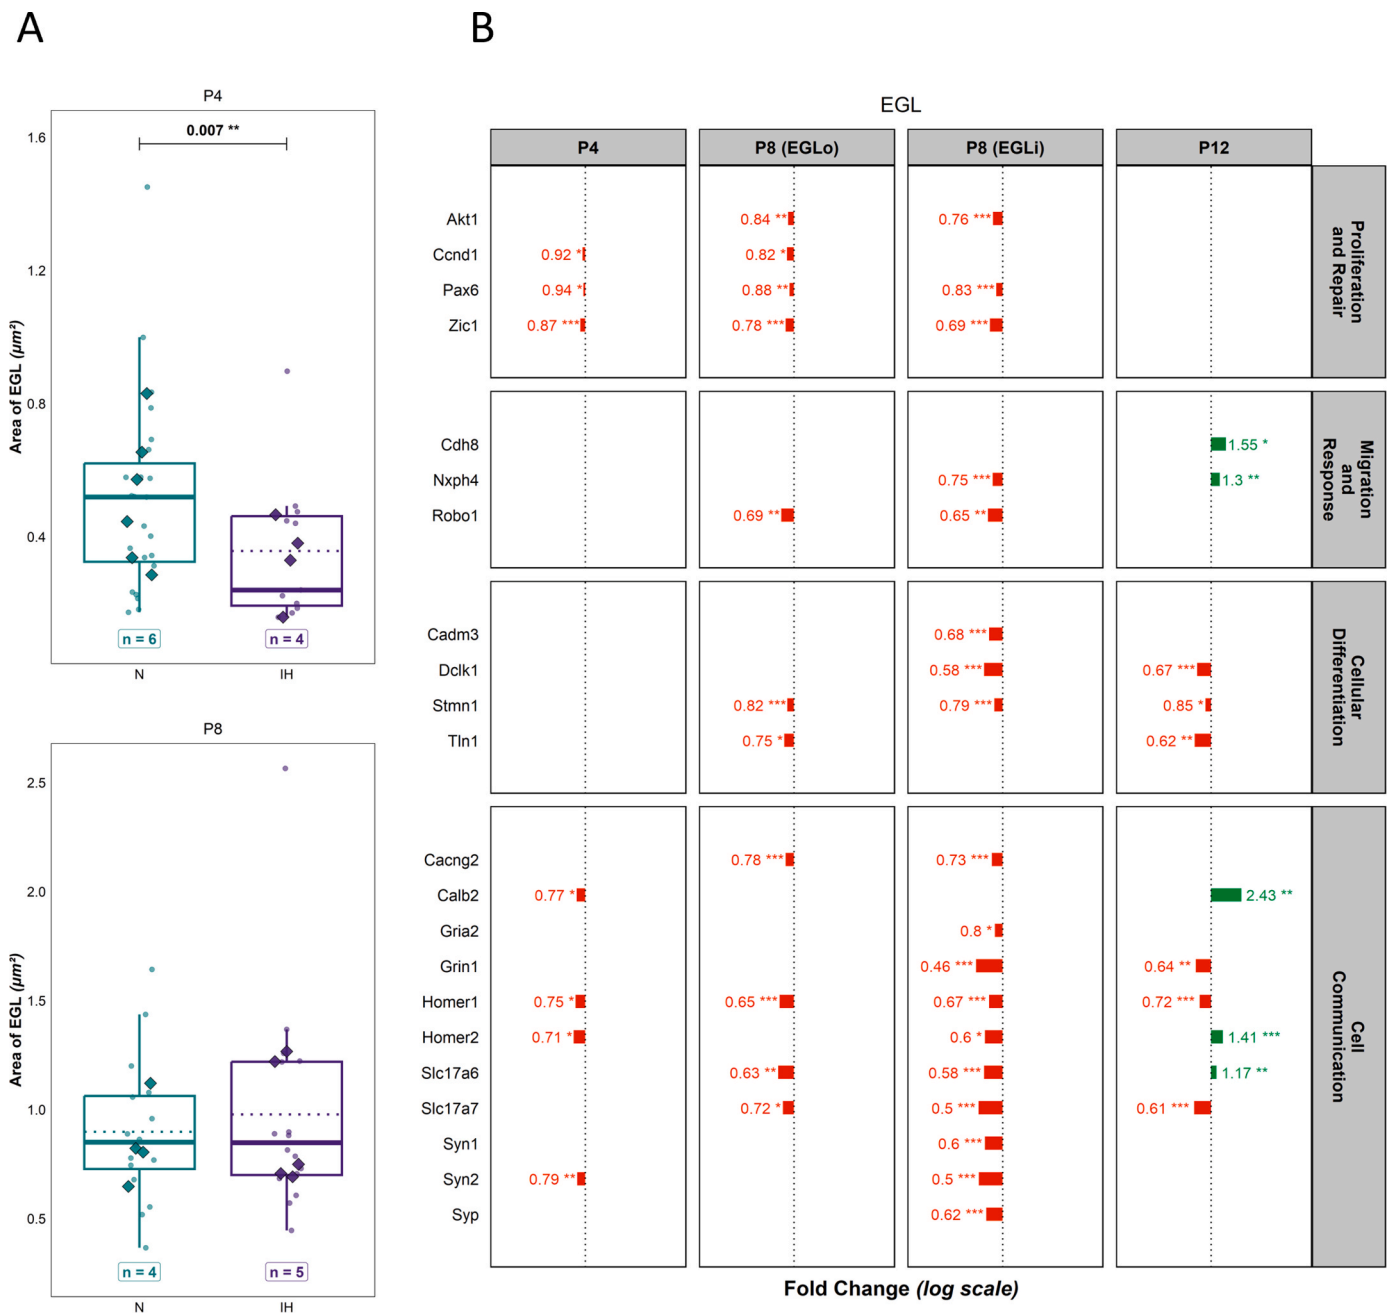 A
B
P4
0.007 **
1.6
1.2
0.8
0.4
Area of EGL (μm²)
n = 6
n = 4
N
IH
P8
2.5
2.0
1.5
1.0
0.5
Area of EGL (μm²)
n = 4
n = 5
N
IH
EGL
P4
P8 (EGLo)
P8 (EGLi)
P12
Proliferation
and Repair
Akt1 0.84 ** 0.76 ***
Ccnd1 0.92 * 0.82 *
Pax6 0.94 * 0.88 ** 0.83 ***
Zic1 0.87 *** 0.78 *** 0.69 ***
Migration
and
Response
Cdh8 1.55 *
Nxph4 0.75 *** 1.3 **
Robo1 0.69 ** 0.65 **
Cellular
Differentiation
Cadm3 0.68 ***
Dclk1 0.58 *** 0.67 ***
Stmn1 0.82 *** 0.79 *** 0.85 *
Tln1 0.75 * 0.62 **
Cell
Communication
Cacng2 0.78 *** 0.73 ***
Calb2 0.77 * 2.43 **
Gria2 0.8 *
Grin1 0.46 *** 0.64 **
Homer1 0.75 * 0.65 *** 0.67 *** 0.72 ***
Homer2 0.71 * 0.6 * 1.41 ***
Slc17a6 0.63 ** 0.58 *** 1.17 **
Slc17a7 0.72 * 0.5 *** 0.61 ***
Syn1 0.6 ***
Syn2 0.79 ** 0.5 ***
Syp 0.62 ***
Fold Change (log scale)